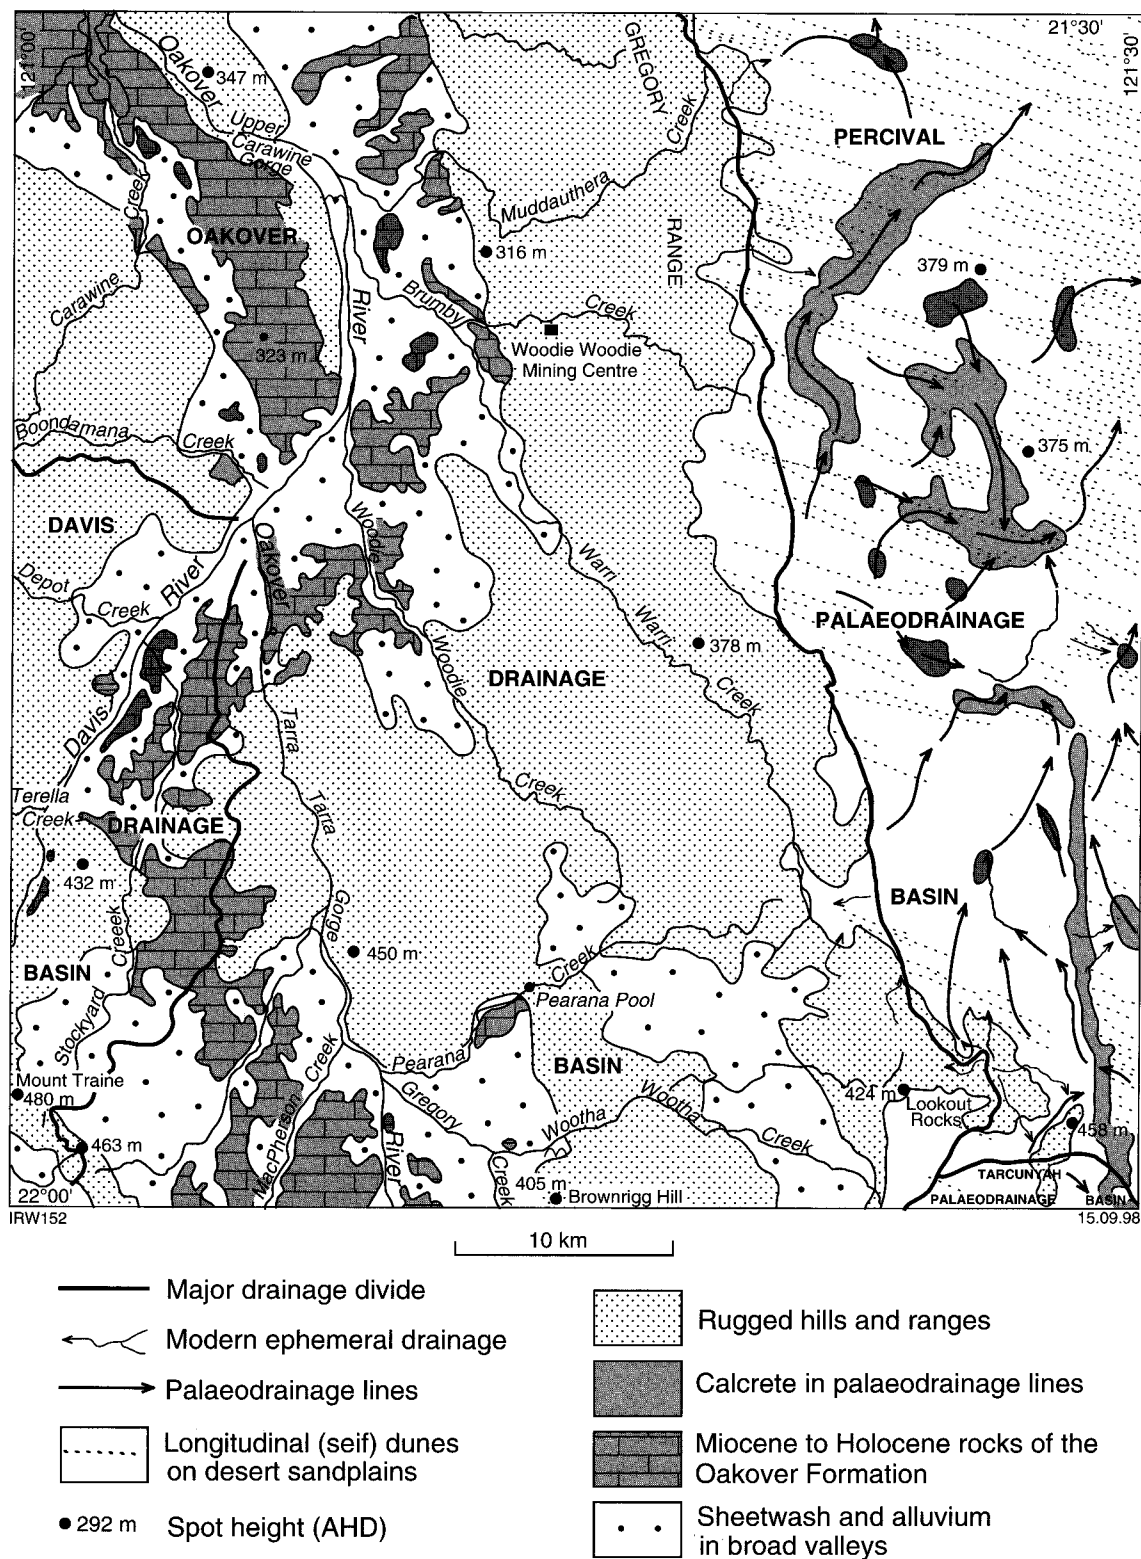 121°00'
21°30'
121°30'
Oakover
347 m
Upper
Carawine
Gorge
GREGORY
Creek
PERCIVAL
Muddauthera
Creek
OAKOVER
316 m
RANGE
379 m
Carawine
River
Brumby
Creek
Woodie Woodie
Mining Centre
323 m
Boondamana
Creek
375 m
DAVIS
Oakover
Woodie
Warri
Depot
Creek
River
PALAEODRAINAGE
Woodie
Warri
378 m
DRAINAGE
Creek
Davis
Tarra
Terella
Creek
Tarra
Creek
DRAINAGE
432 m
Gorge
BASIN
450 m
Creek
BASIN
Creeek
Pearana Pool
Stockyard
Creek
Pearana
BASIN
Mount Traine
480 m
MacPherson
Gregory
Wootha
424 m
Lookout
Rocks
463 m
River
Wootha
Creek
458 m
Creek
405 m
Brownrigg Hill
TARCUNYAH
PALAEODRAINAGE BASIN
22°00'
IRW152
15.09.98
10 km
Major drainage divide
Modern ephemeral drainage
Palaeodrainage lines
Longitudinal (seif) dunes
on desert sandplains
292 m Spot height (AHD)
Rugged hills and ranges
Calcrete in palaeodrainage lines
Miocene to Holocene rocks of the
Oakover Formation
Sheetwash and alluvium
in broad valleys